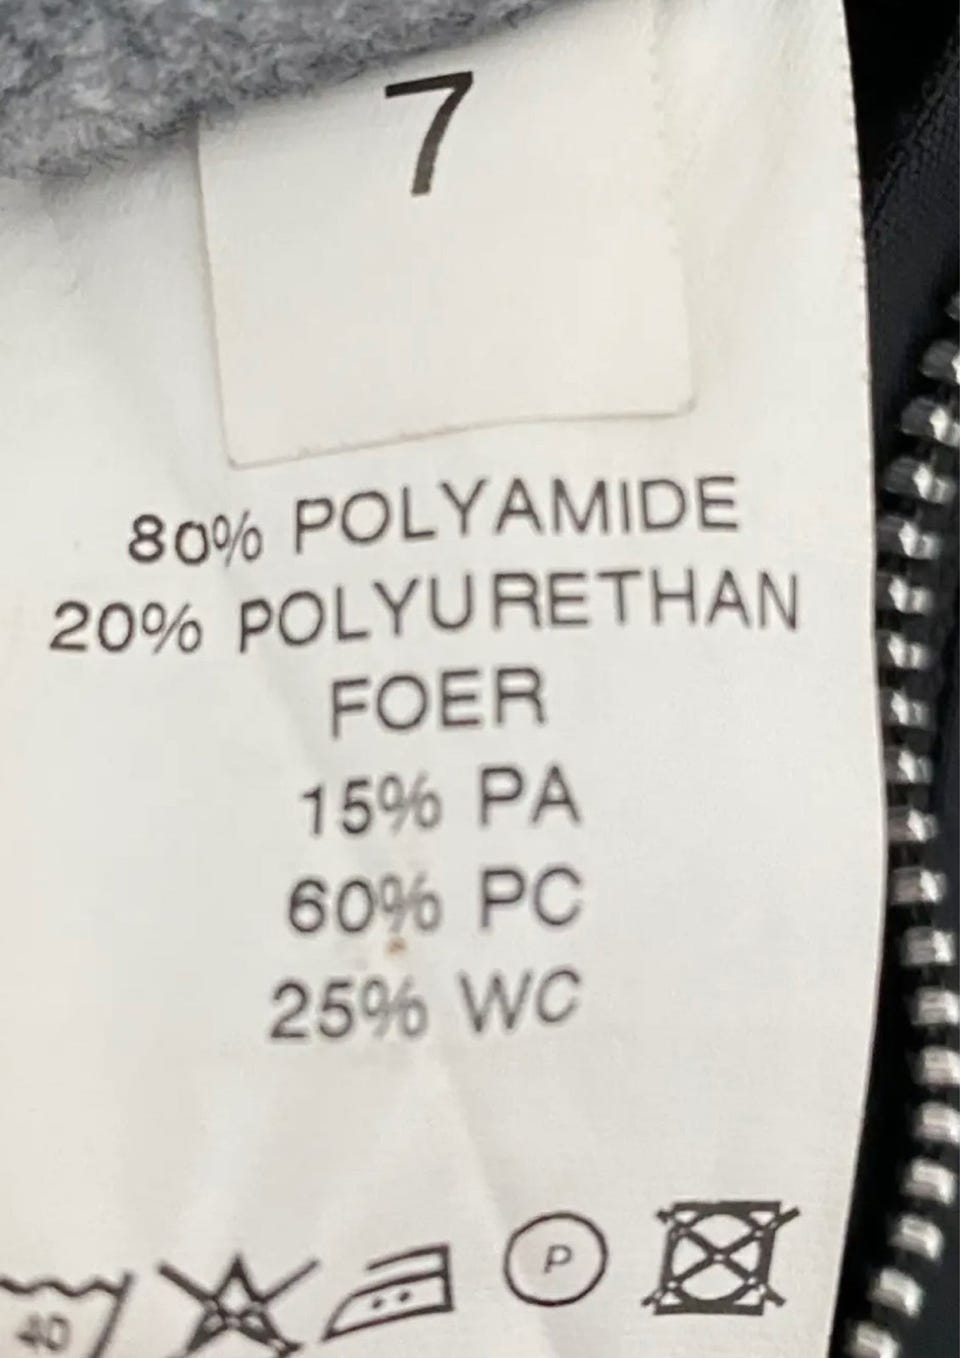 7
80% POLYAMIDE
20% POLYURETHAN
FOER
15% PA
60% PC
25% WC
40 P